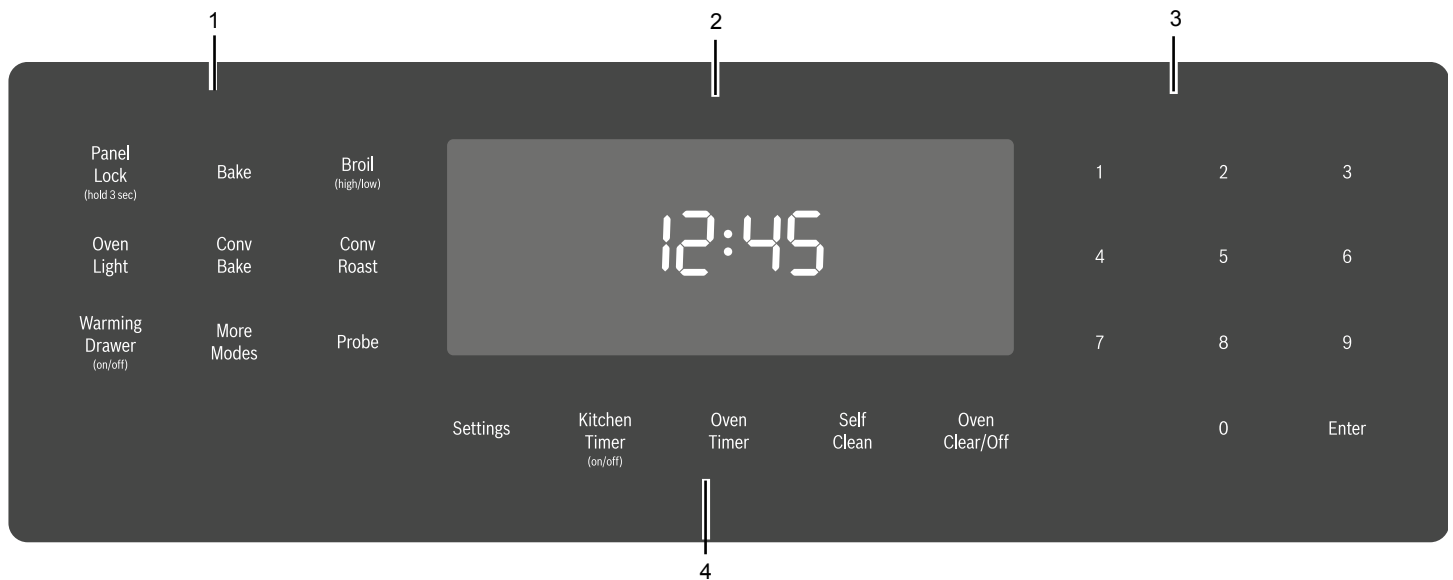 1
2
3
Panel
Lock
(hold 3 sec)
Bake
Broil
(high/low)
Oven
Light
Conv
Bake
Conv
Roast
Warming
Drawer
(on/off)
More
Modes
Probe
12:45
1
2
3
4
5
6
7
8
9
Settings
Kitchen
Timer
(on/off)
Oven
Timer
Self
Clean
Oven
Clear/Off
0
Enter
4